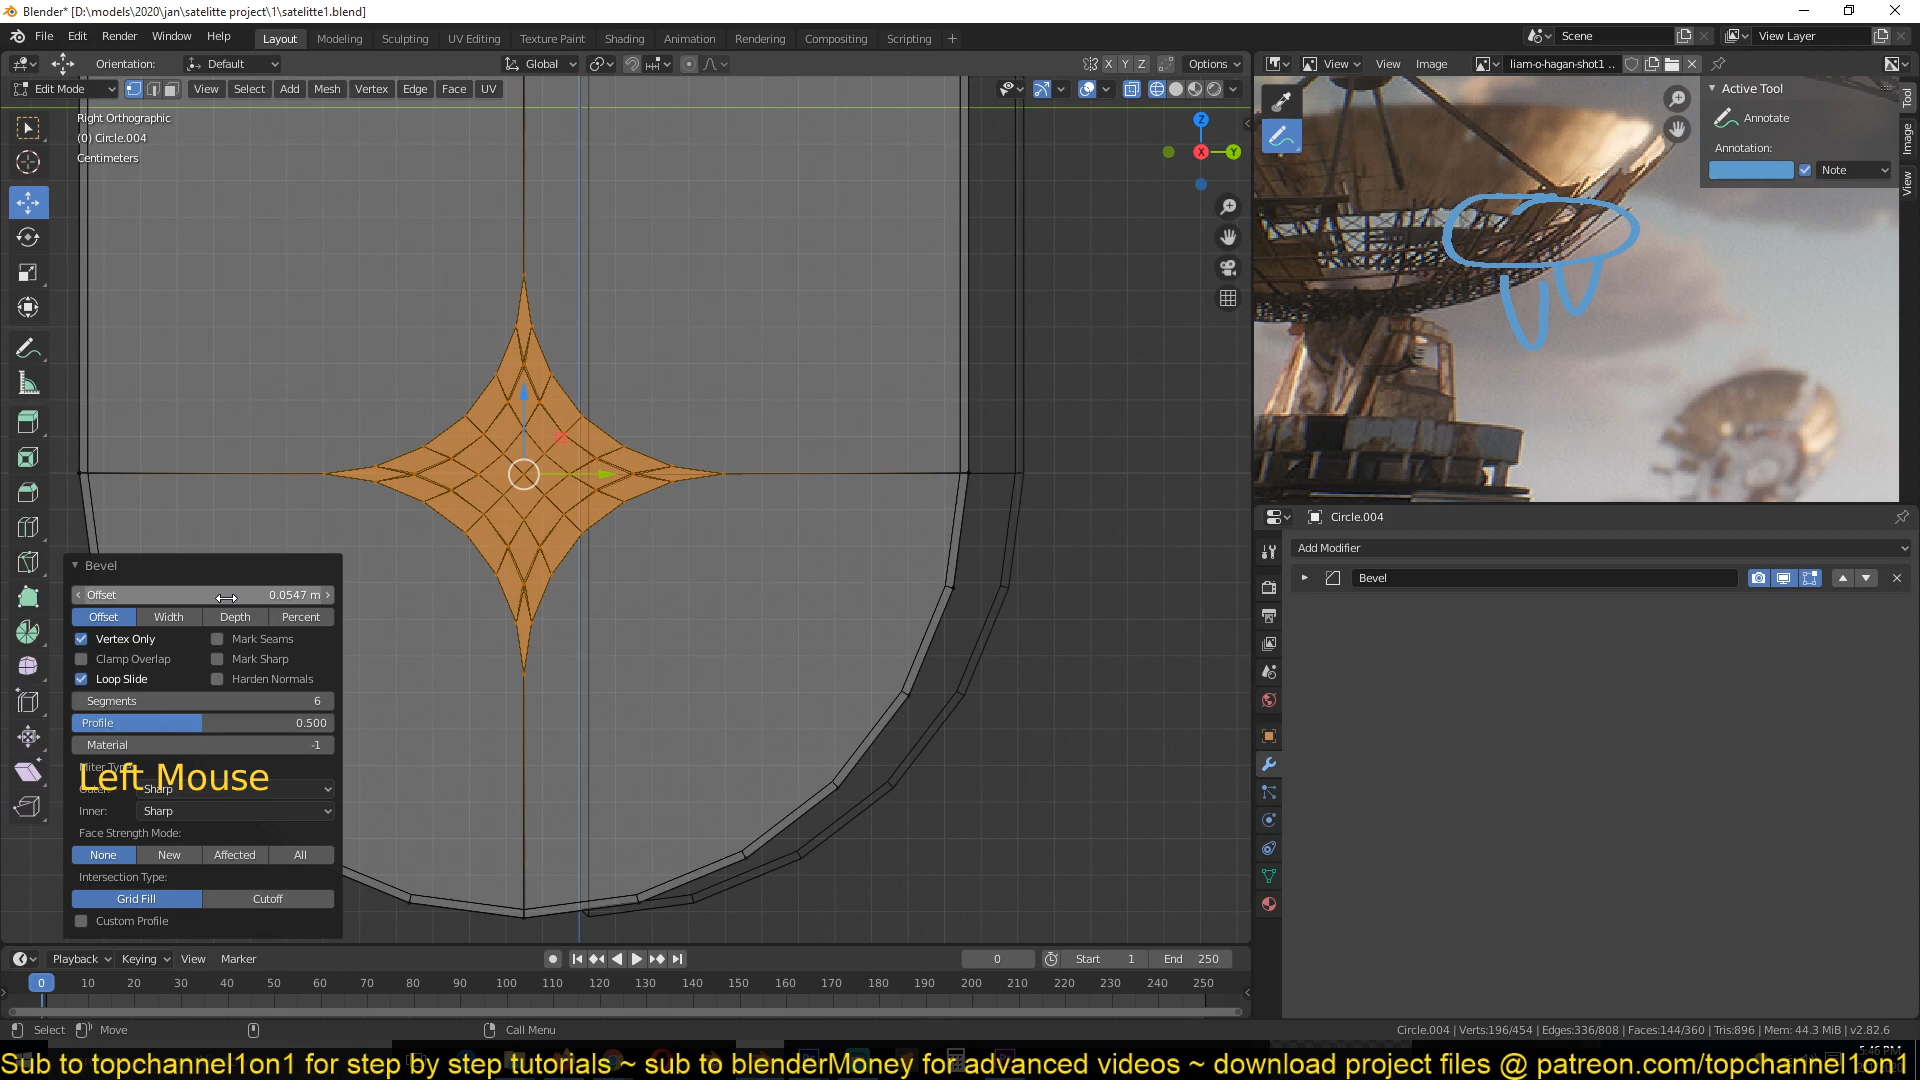 Blender* [D:\models\2020\jan\satelitte project\1\satelitte1.blend]
File Edit Render Window Help Layout Modeling Sculpting UV Editing Texture Paint Shading Animation Rendering Compositing Scripting + Scene View Layer
Orientation: Default Global X Y Z Options View View Image liam-o-hagan-shot1 ..
Edit Mode View Select Add Mesh Vertex Edge Face UV
Active Tool
Annotate
Annotation:
Note
Tool
Image
View
Right Orthographic
(0) Circle.004
Centimeters
Z
X
Y
Circle.004
Add Modifier
Bevel
Bevel
Offset 0.0547 m
Offset Width Depth Percent
Vertex Only Mark Seams
Clamp Overlap Mark Sharp
Loop Slide Harden Normals
Segments 6
Profile 0.500
Material -1
Left Mouse
Sharp
Inner: Sharp
Face Strength Mode:
None New Affected All
Intersection Type:
Grid Fill Cutoff
Custom Profile
Playback Keying View Marker 0 Start 1 End 250
0 10 20 30 40 50 60 70 80 90 100 110 120 130 140 150 160 170 180 190 200 210 220 230 240 250
Select Move Call Menu Circle.004 | Verts:196/454 | Edges:336/808 | Faces:144/360 | Tris:896 | Mem: 44.3 MiB | v2.82.6
5:46 PM
Sub to topchannel1on1 for step by step tutorials ~ sub to blenderMoney for advanced videos ~ download project files @ patreon.com/topchannel1on1